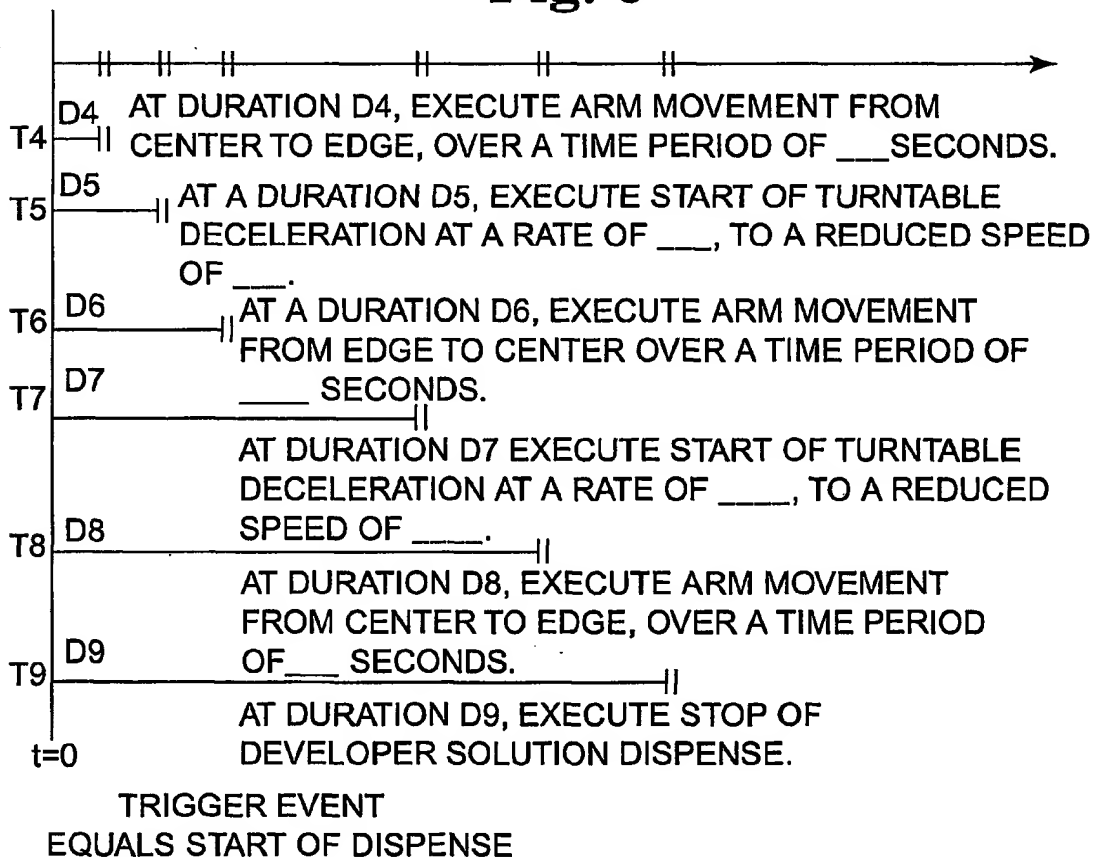 D4 AT DURATION D4, EXECUTE ARM MOVEMENT FROM
T4 CENTER TO EDGE, OVER A TIME PERIOD OF ___SECONDS.
D5
T5 AT A DURATION D5, EXECUTE START OF TURNTABLE
DECELERATION AT A RATE OF ___, TO A REDUCED SPEED
OF ___.
D6
T6 AT A DURATION D6, EXECUTE ARM MOVEMENT
FROM EDGE TO CENTER OVER A TIME PERIOD OF
____ SECONDS.
D7
T7
AT DURATION D7 EXECUTE START OF TURNTABLE
DECELERATION AT A RATE OF ____, TO A REDUCED
SPEED OF ____.
D8
T8
AT DURATION D8, EXECUTE ARM MOVEMENT
FROM CENTER TO EDGE, OVER A TIME PERIOD
OF___ SECONDS.
D9
T9
AT DURATION D9, EXECUTE STOP OF
DEVELOPER SOLUTION DISPENSE.
t=0
TRIGGER EVENT
EQUALS START OF DISPENSE